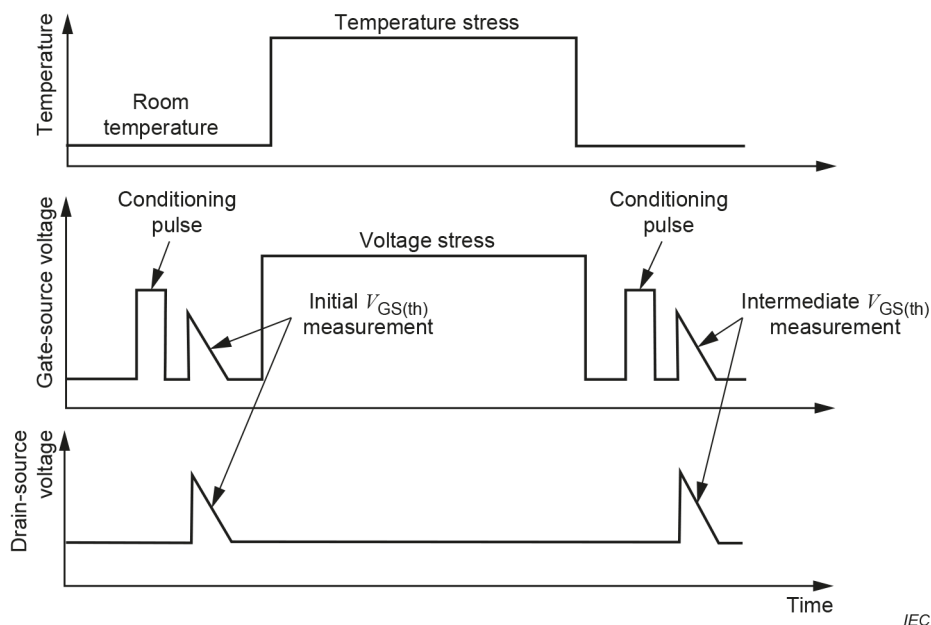 Temperature
Temperature stress
Room
temperature
Gate-source voltage
Conditioning
pulse
Voltage stress
Conditioning
pulse
Initial VGS(th)
measurement
Intermediate VGS(th)
measurement
Drain-source
voltage
Time
IEC